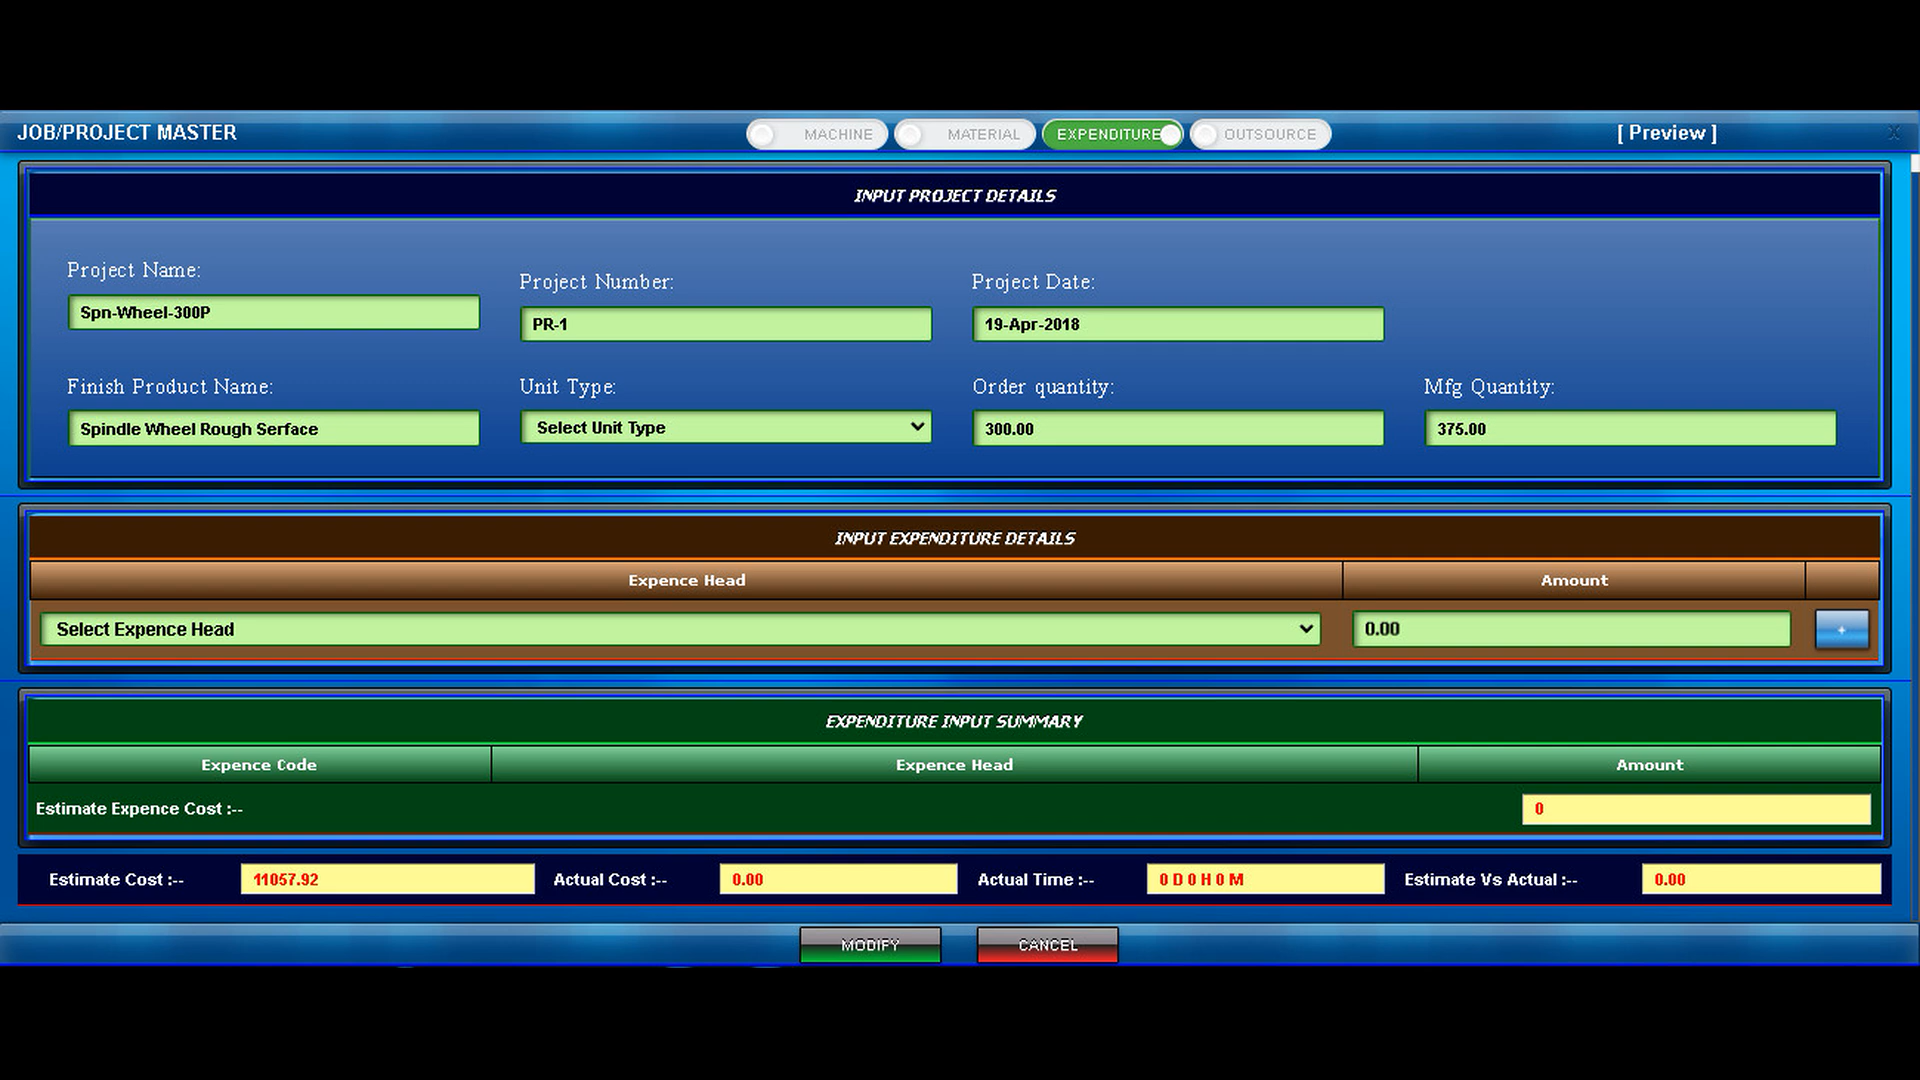 JOB/PROJECT MASTER MACHINE MATERIAL EXPENDITURE OUTSOURCE [ Preview ] X
INPUT PROJECT DETAILS
Project Name: Project Number: Project Date:
Spn-Wheel-300P PR-1 19-Apr-2018
Finish Product Name: Unit Type: Order quantity: Mfg Quantity:
Spindle Wheel Rough Serface Select Unit Type 300.00 375.00
INPUT EXPENDITURE DETAILS
Expence Head Amount
Select Expence Head 0.00 +
EXPENDITURE INPUT SUMMARY
Expence Code Expence Head Amount
Estimate Expence Cost :-- 0
Estimate Cost :-- 11057.92 Actual Cost :-- 0.00 Actual Time :-- 0 D 0 H 0 M Estimate Vs Actual :-- 0.00
MODIFY CANCEL